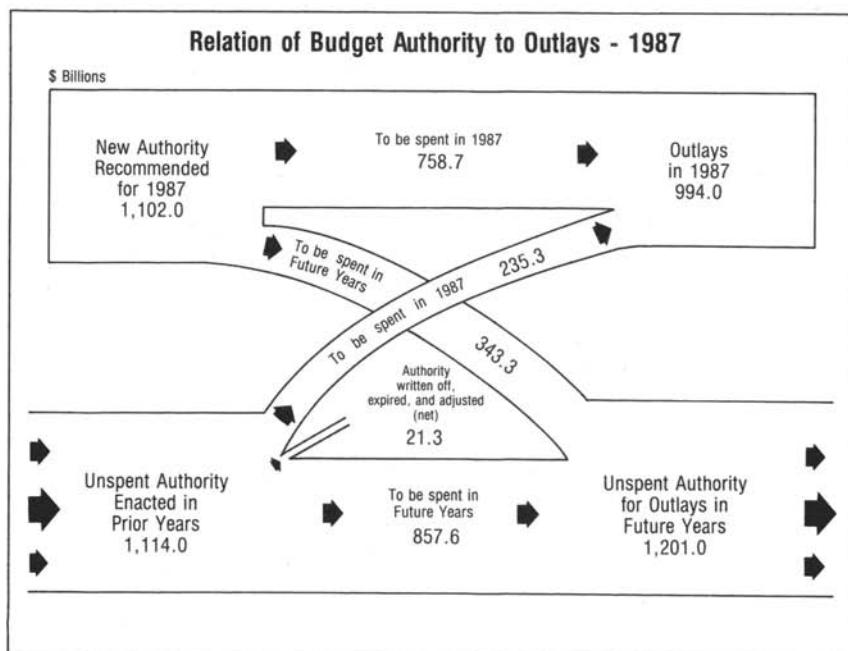 Relation of Budget Authority to Outlays - 1987
$ Billions
New Authority
Recommended
for 1987
1,102.0
To be spent in 1987
758.7
Outlays
in 1987
994.0
To be spent in
Future Years
343.3
To be spent in 1987 235.3
Authority
written off,
expired, and adjusted
(net)
21.3
Unspent Authority
Enacted in
Prior Years
1,114.0
To be spent in
Future Years
857.6
Unspent Authority
for Outlays in
Future Years
1,201.0